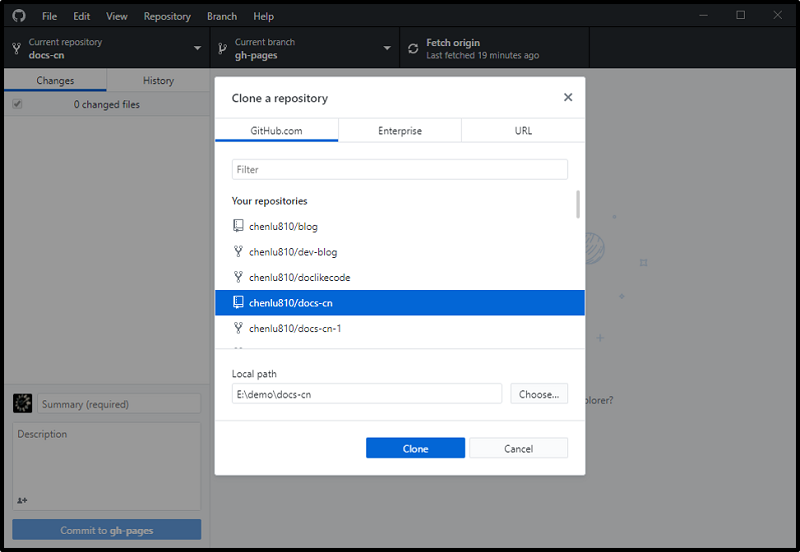 File Edit View Repository Branch Help
Current repository
docs-cn
Current branch
gh-pages
Fetch origin
Last fetched 19 minutes ago
Changes History
0 changed files
Clone a repository
GitHub.com Enterprise URL
Filter
Your repositories
chenlu810/blog
chenlu810/dev-blog
chenlu810/doclikecode
chenlu810/docs-cn
chenlu810/docs-cn-1
Local path
E:\demo\docs-cn
Choose...
plorer?
Clone Cancel
Summary (required)
Description
Commit to gh-pages